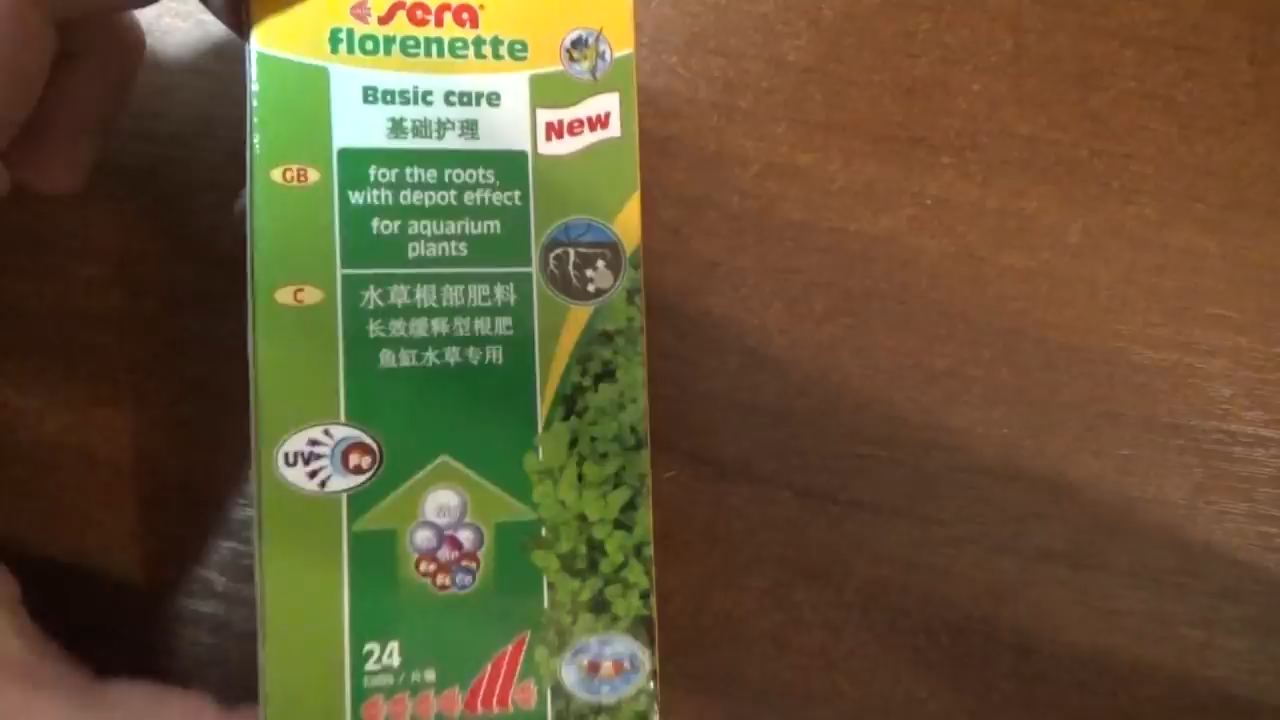 sera
florenette
Basic care
基础护理
New
GB
for the roots,
with depot effect
for aquarium
plants
C
水草根部肥料
长效缓释型根肥
鱼缸水草专用
UV Fe
24